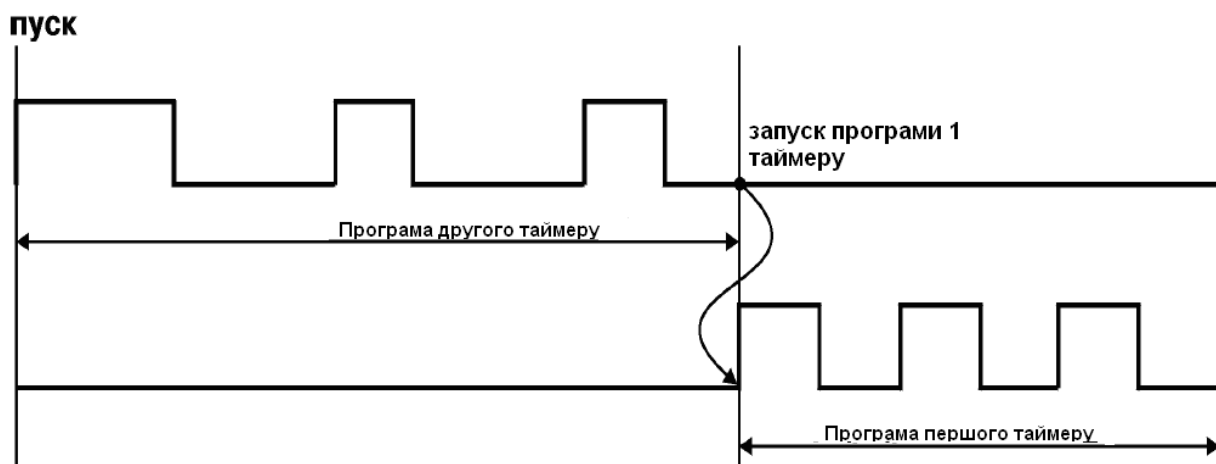 пуск
запуск програми 1
таймеру
Програма другого таймеру
Програма першого таймеру